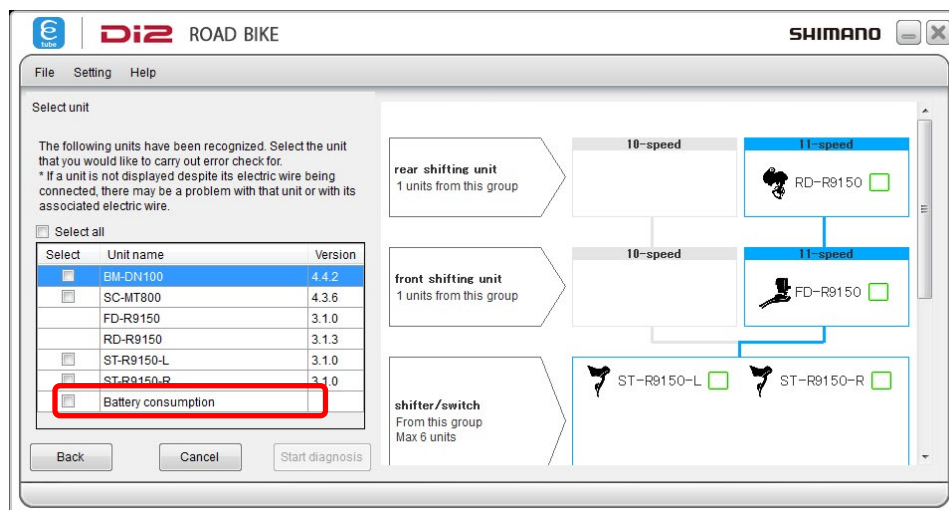 e tube Di2 ROAD BIKE SHIMANO
File Setting Help
Select unit
The following units have been recognized. Select the unit
that you would like to carry out error check for.
* If a unit is not displayed despite its electric wire being
connected, there may be a problem with that unit or with its
associated electric wire.
Select all
Select Unit name Version
BM-DN100 4.4.2
SC-MT800 4.3.6
FD-R9150 3.1.0
RD-R9150 3.1.3
ST-R9150-L 3.1.0
ST-R9150-R 3.1.0
Battery consumption
Back Cancel Start diagnosis
rear shifting unit
1 units from this group
10-speed 11-speed
RD-R9150
front shifting unit
1 units from this group
10-speed 11-speed
FD-R9150
shifter/switch
From this group
Max 6 units
ST-R9150-L ST-R9150-R